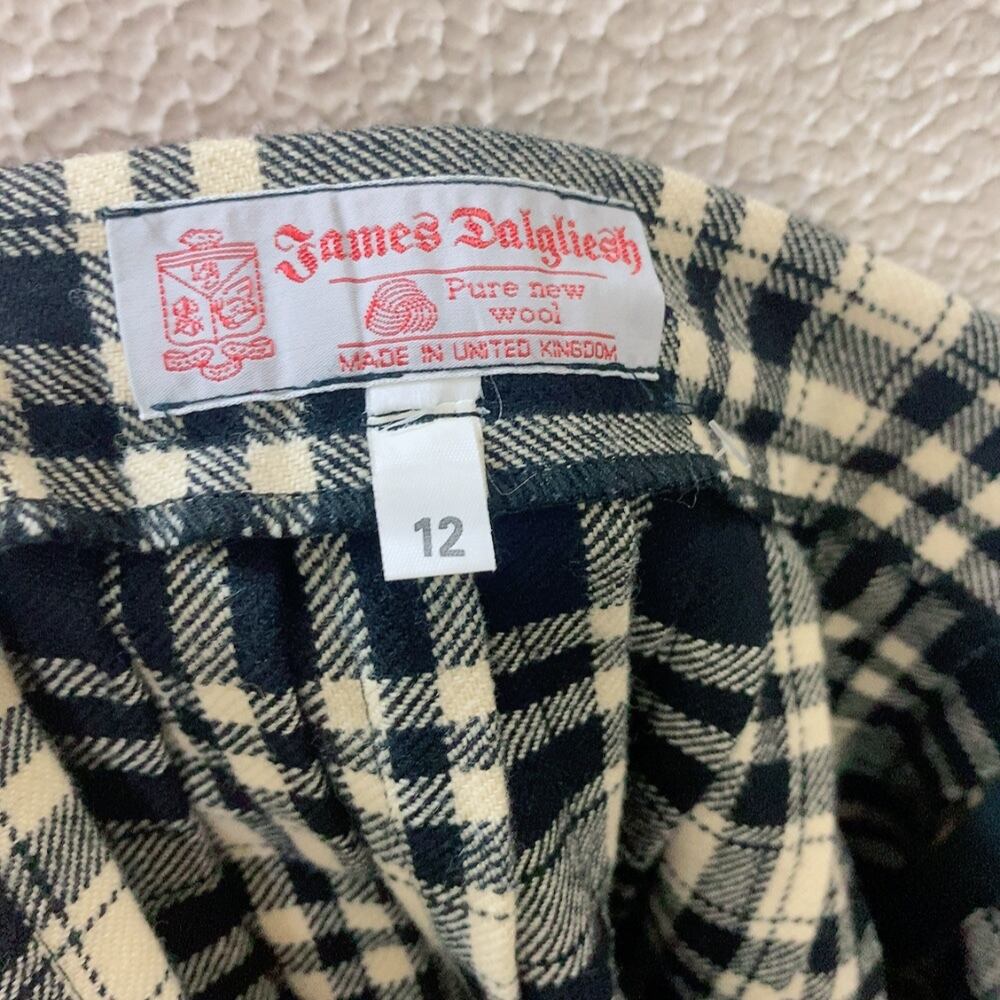 James Dalgliesh
Pure new
wool
MADE IN UNITED KINGDOM
12